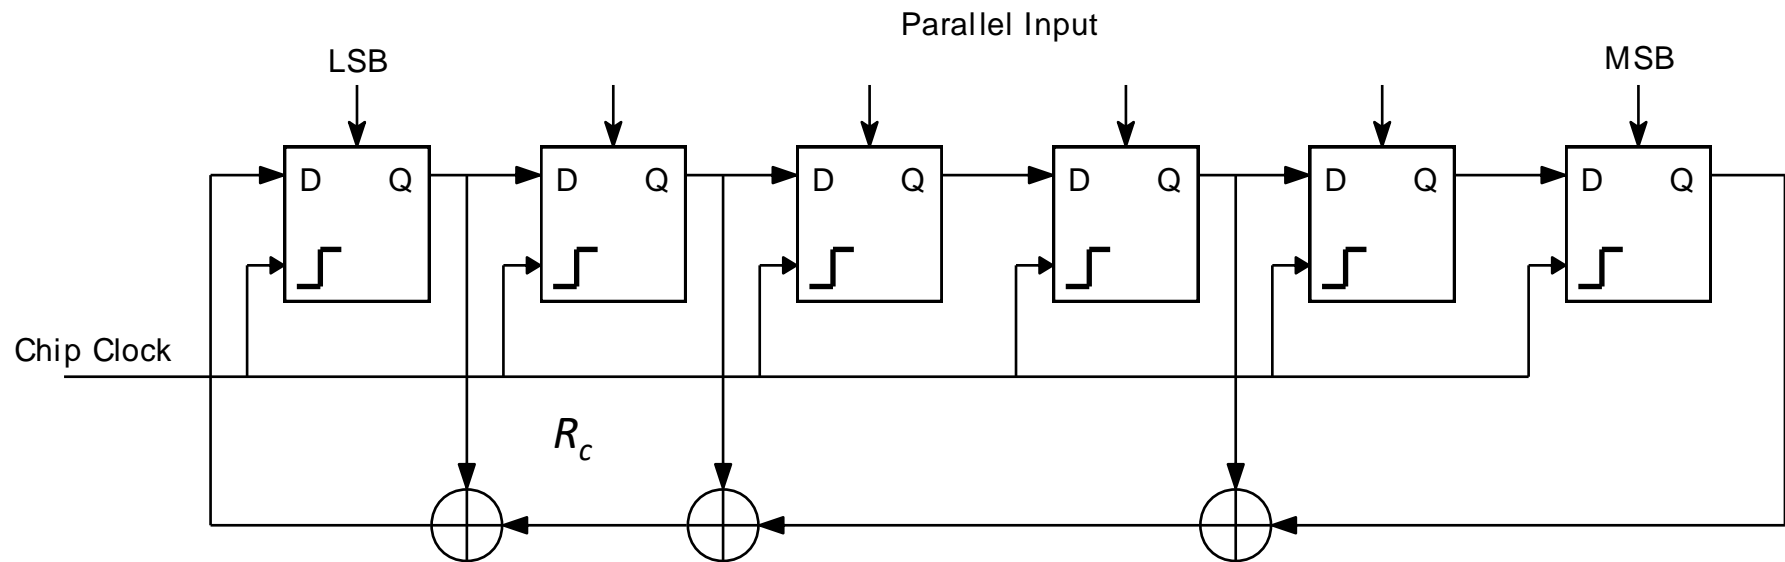 Parallel Input
LSB
MSB
D Q D Q D Q D Q D Q D Q
Chip Clock
Rc